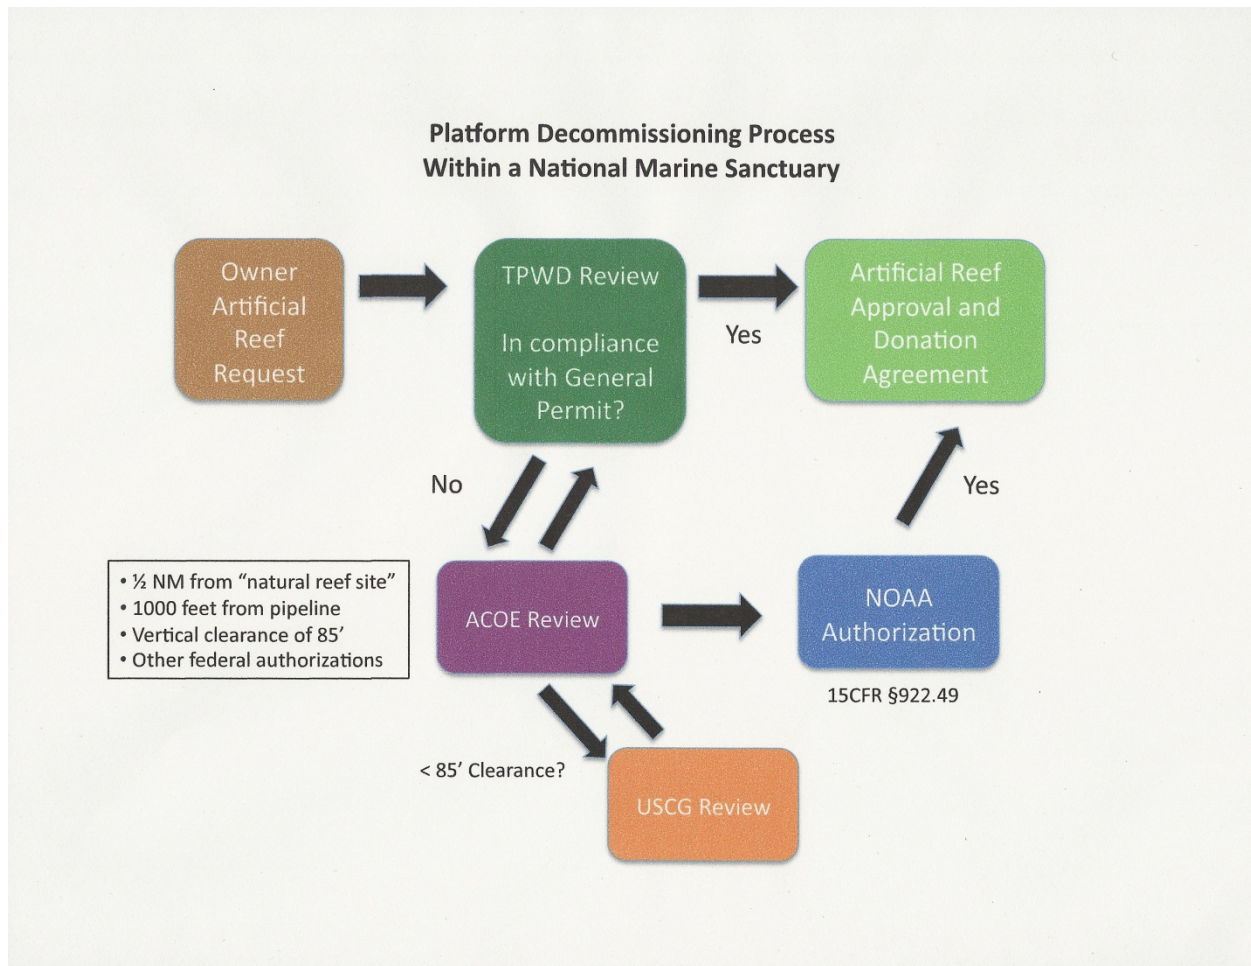 Platform Decommissioning Process
Within a National Marine Sanctuary
Owner
Artificial
Reef
Request
TPWD Review
In compliance
with General
Permit?
Yes
Artificial Reef
Approval and
Donation
Agreement
No
Yes
• ½ NM from “natural reef site”
• 1000 feet from pipeline
• Vertical clearance of 85’
• Other federal authorizations
ACOE Review
NOAA
Authorization
15CFR §922.49
< 85’ Clearance?
USCG Review